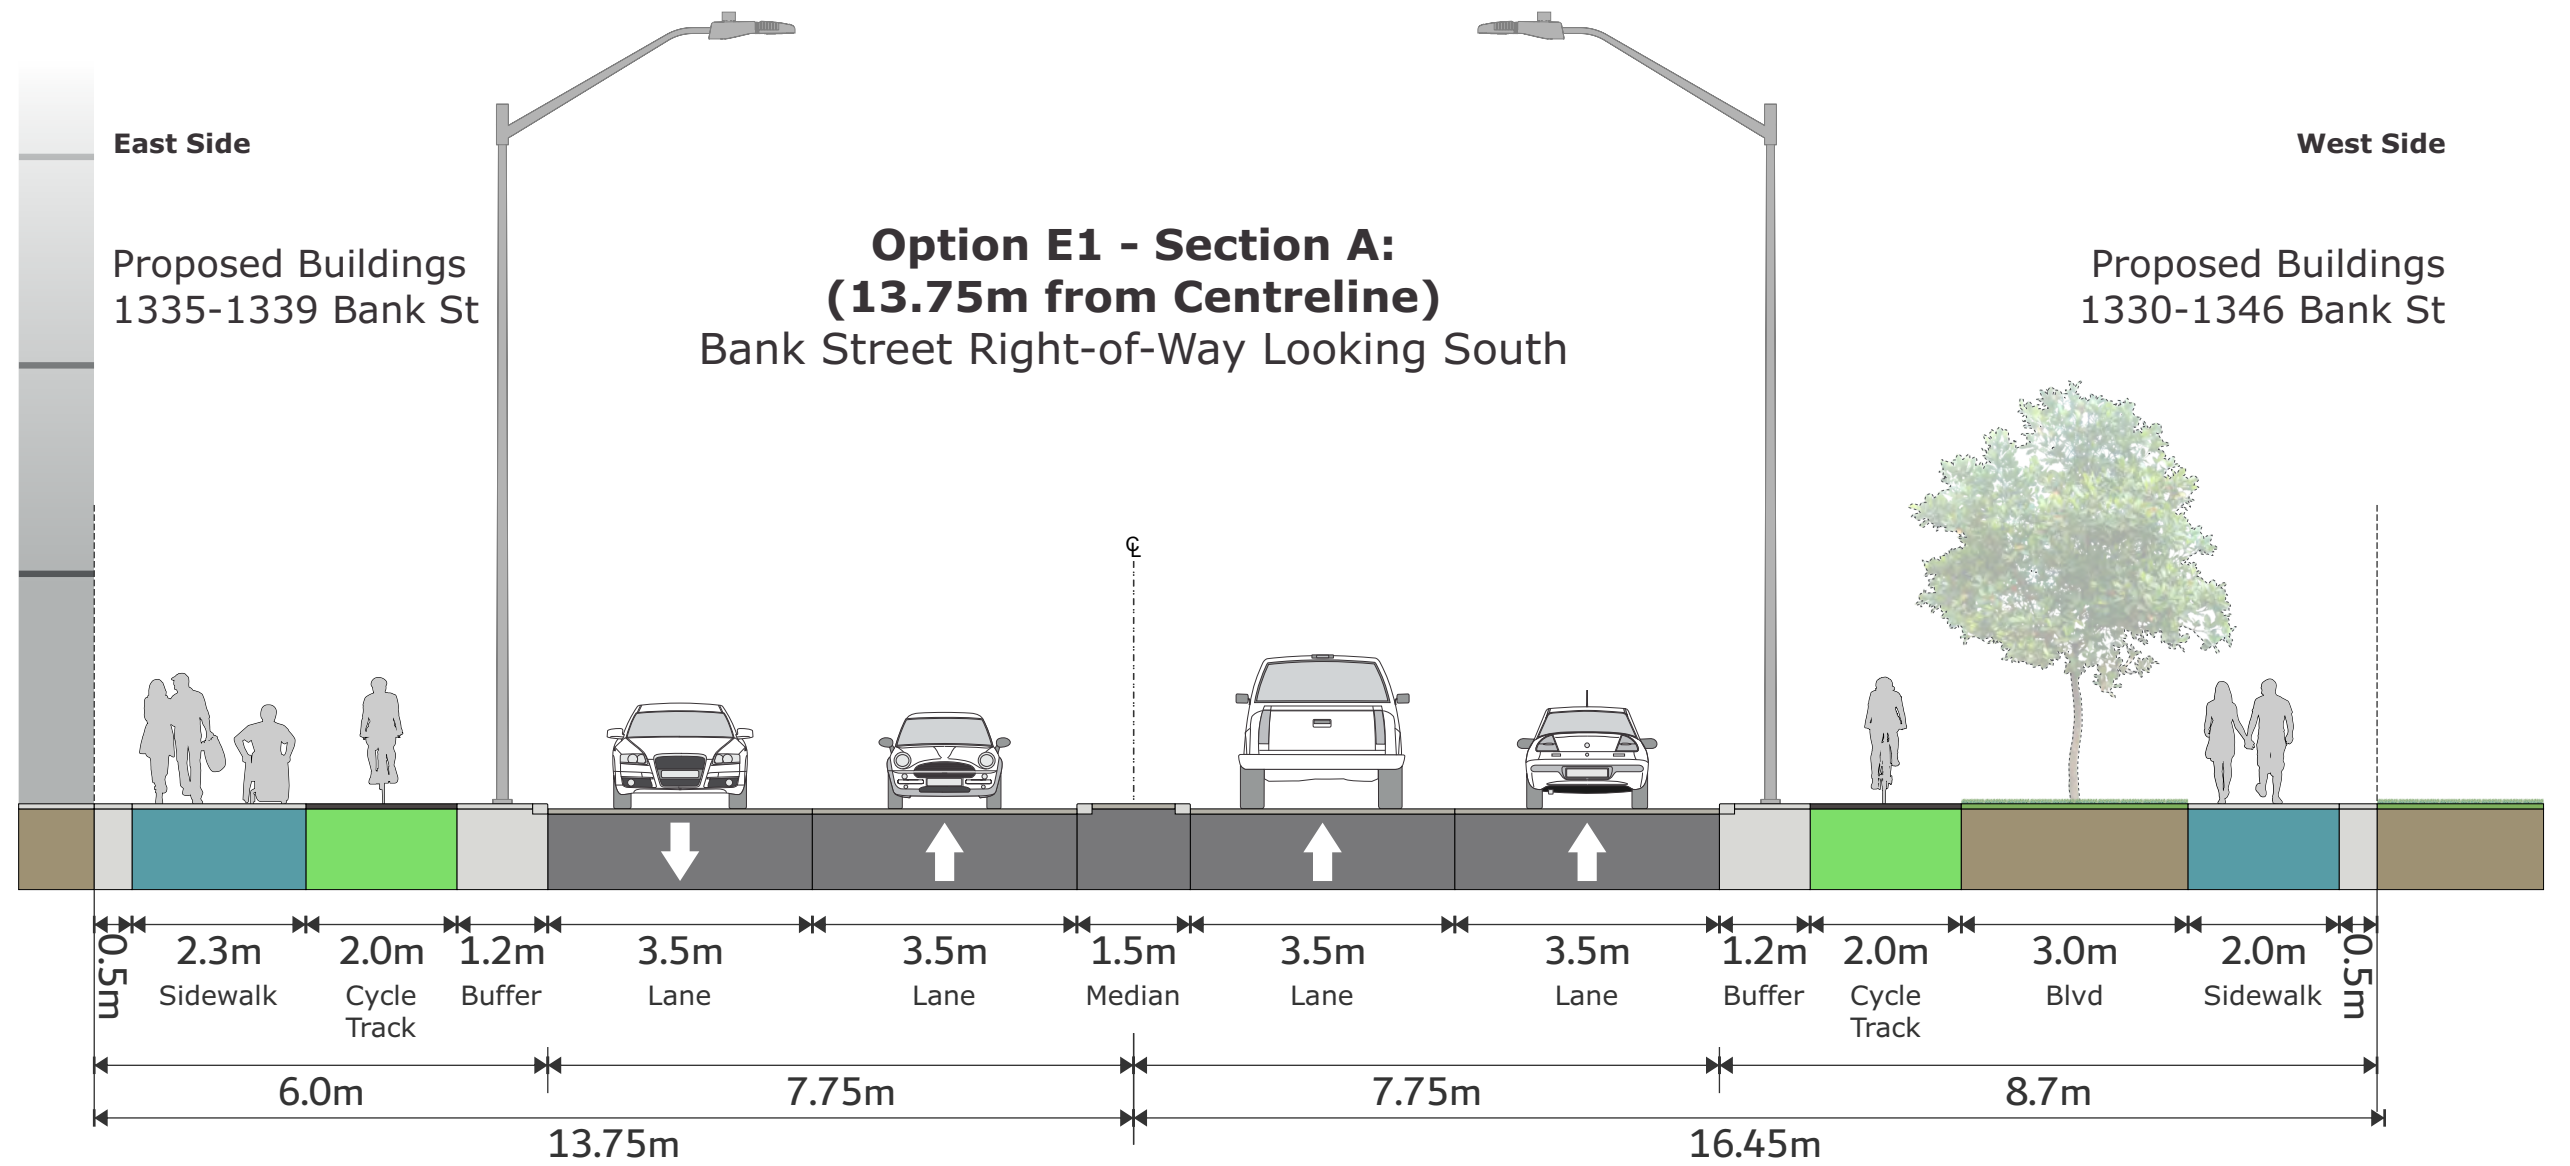 East Side
West Side
Proposed Buildings
1335-1339 Bank St
Option E1 - Section A:
(13.75m from Centreline)
Bank Street Right-of-Way Looking South
Proposed Buildings
1330-1346 Bank St
℄
0.5m
2.3m
Sidewalk
2.0m
Cycle
Track
1.2m
Buffer
3.5m
Lane
3.5m
Lane
1.5m
Median
3.5m
Lane
3.5m
Lane
1.2m
Buffer
2.0m
Cycle
Track
3.0m
Blvd
2.0m
Sidewalk
0.5m
6.0m
7.75m
7.75m
8.7m
13.75m
16.45m